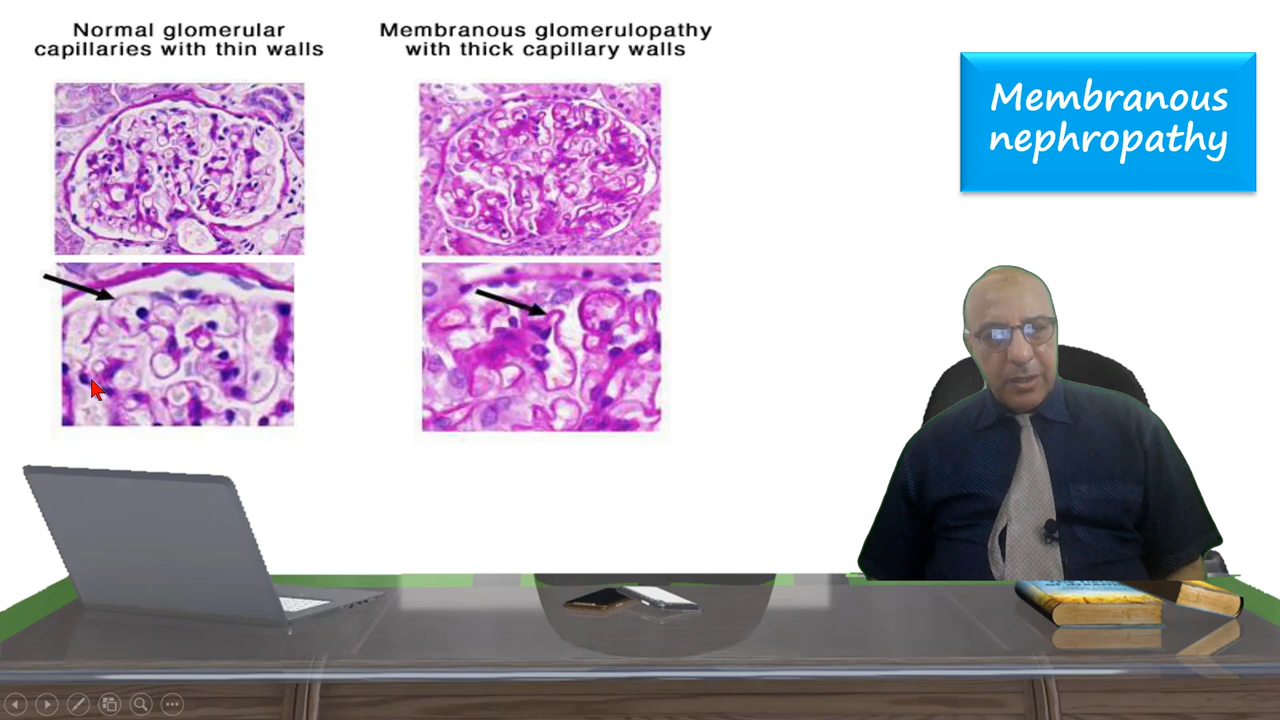 Normal glomerular
capillaries with thin walls
Membranous glomerulopathy
with thick capillary walls
Membranous
nephropathy